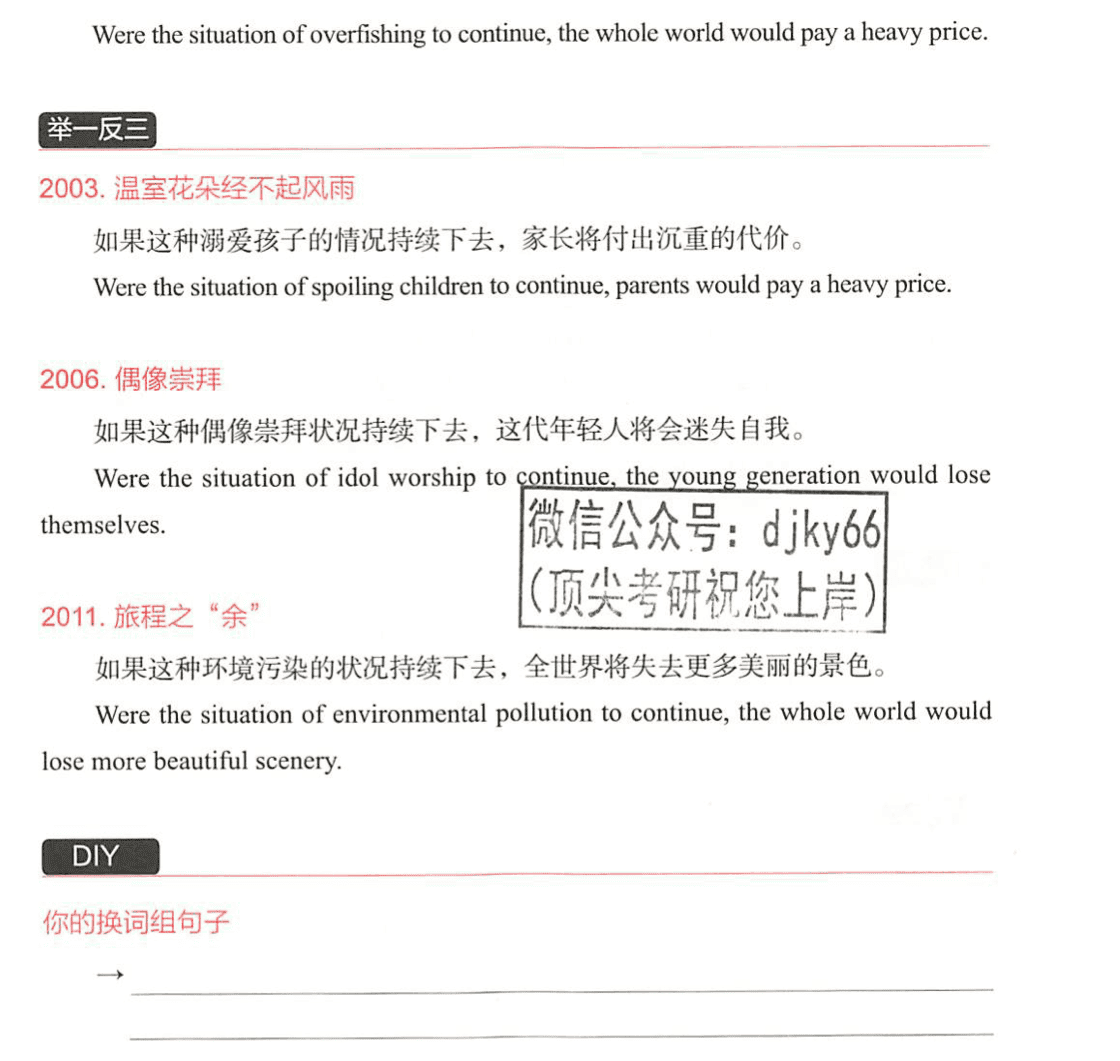 Were the situation of overfishing to continue, the whole world would pay a heavy price.
举一反三
2003. 温室花朵经不起风雨
如果这种溺爱孩子的情况持续下去，家长将付出沉重的代价。
Were the situation of spoiling children to continue, parents would pay a heavy price.
2006. 偶像崇拜
如果这种偶像崇拜状况持续下去，这代年轻人将会迷失自我。
Were the situation of idol worship to continue, the young generation would lose
themselves.
微信公众号：djky66
（顶尖考研祝您上岸）
2011. 旅程之“余”
如果这种环境污染的状况持续下去，全世界将失去更多美丽的景色。
Were the situation of environmental pollution to continue, the whole world would
lose more beautiful scenery.
DIY
你的换词组句子
→